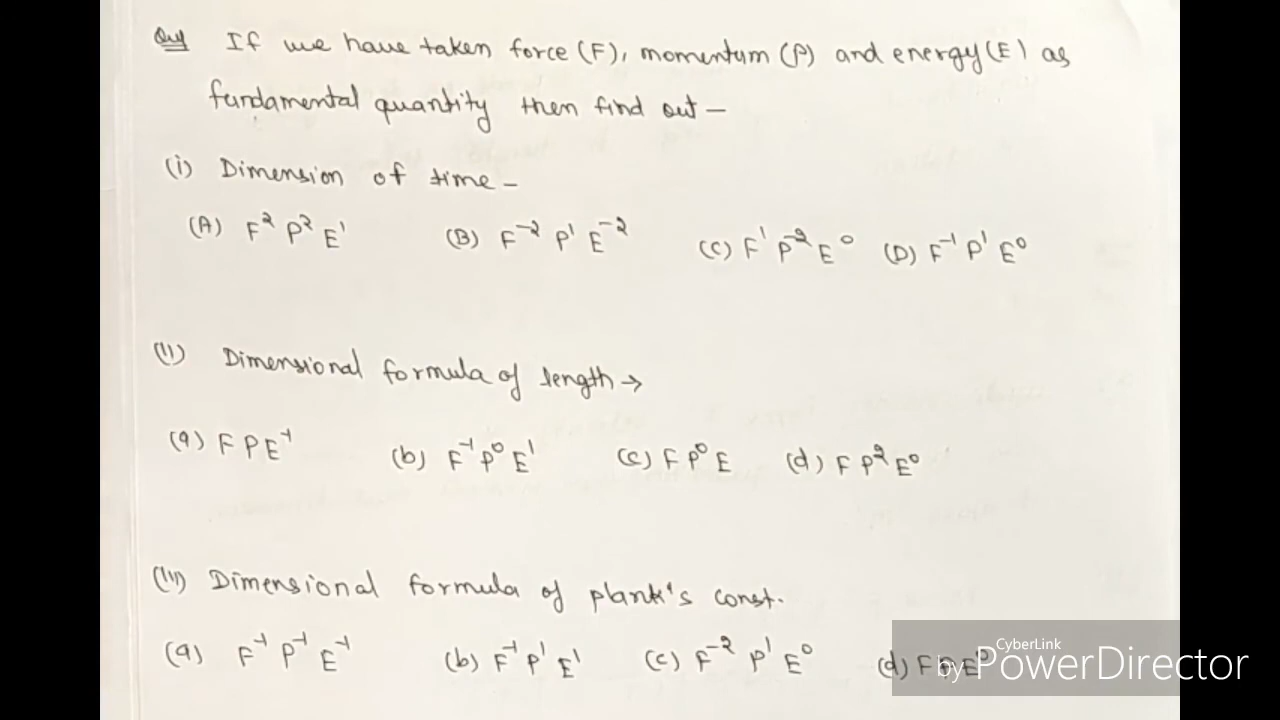 Qus If we have taken force (F), momentum (P) and energy (E) as
fundamental quantity then find out —
(i) Dimension of time –
(A) F² P² E¹ (B) F⁻² P¹ E⁻² (C) F¹ P⁻² E⁰ (D) F⁻¹ P¹ E⁰
(ii) Dimensional formula of length →
(a) F P E⁻¹ (b) F⁻¹ P⁰ E¹ (c) F P⁰ E (d) F P² E⁰
(iii) Dimensional formula of plank's const.
(a) F⁻¹ P⁻¹ E⁻¹ (b) F⁻¹ P¹ E¹ (c) F⁻² P¹ E⁰ (d) F
CyberLink
by PowerDirector